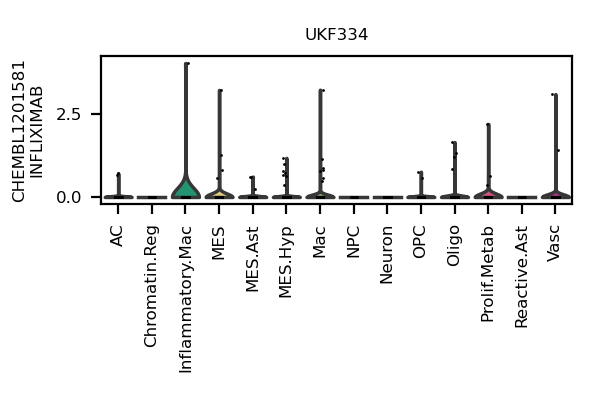 UKF334
CHEMBL1201581
INFLIXIMAB
2.5
0.0
AC
Chromatin.Reg
Inflammatory.Mac
MES
MES.Ast
MES.Hyp
Mac
NPC
Neuron
OPC
Oligo
Prolif.Metab
Reactive.Ast
Vasc